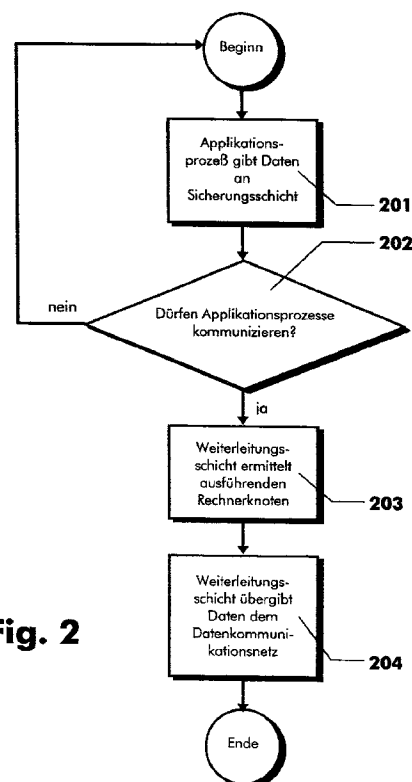 Beginn
Applikations-
prozeß gibt Daten
an
Sicherungsschicht
201
202
nein
Dürfen Applikationsprozesse
kommunizieren?
ja
Weiterleitungs-
schicht ermittelt
ausführenden
Rechnerknoten
203
Weiterleitungs-
schicht übergibt
Daten dem
Datenkommuni-
kationsnetz
204
Fig. 2
Ende